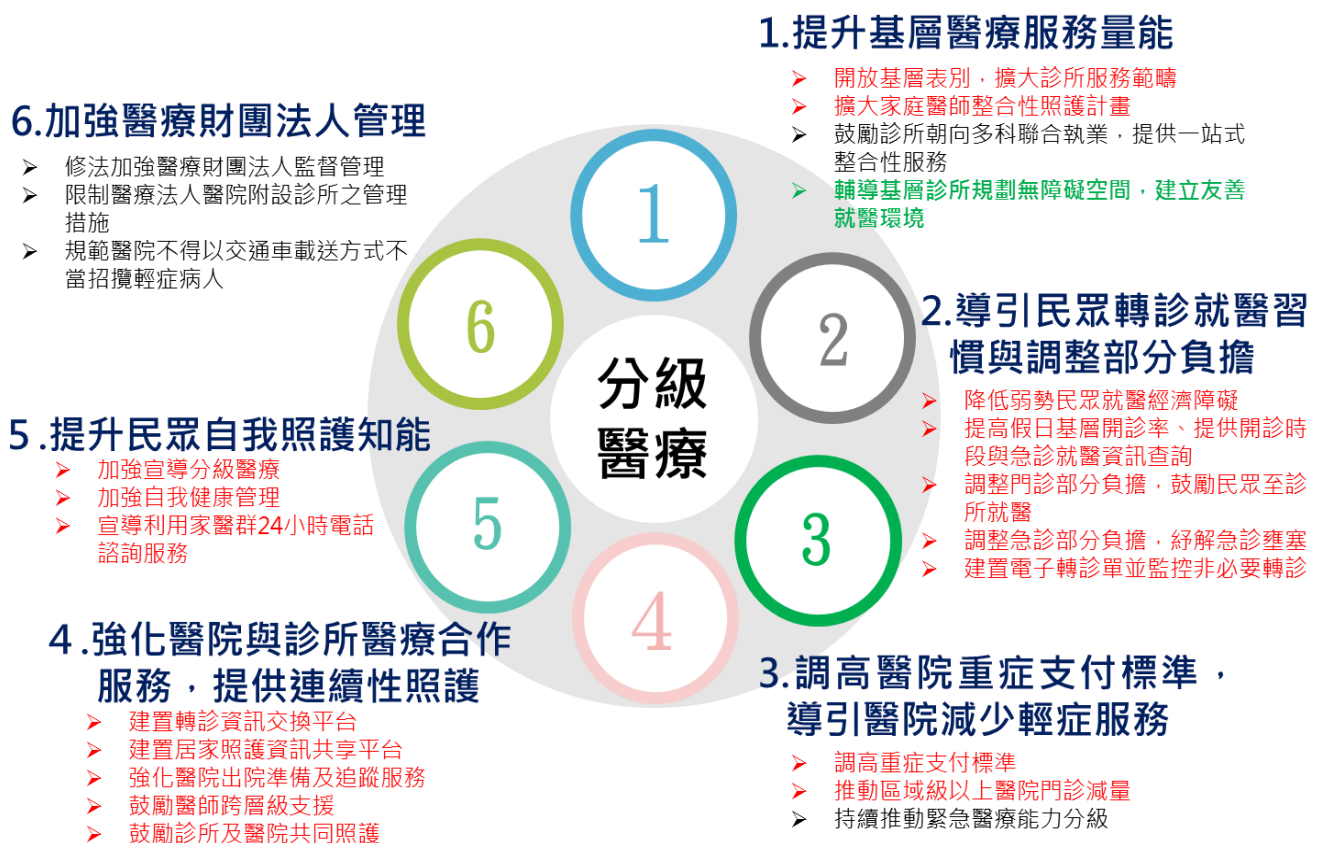 1.提升基層醫療服務量能
➢ 開放基層表別，擴大診所服務範疇
➢ 擴大家庭醫師整合性照護計畫
➢ 鼓勵診所朝向多科聯合執業，提供一站式
整合性服務
➢ 輔導基層診所規劃無障礙空間，建立友善
就醫環境
2.導引民眾轉診就醫習
慣與調整部分負擔
➢ 降低弱勢民眾就醫經濟障礙
➢ 提高假日基層開診率、提供開診時
段與急診就醫資訊查詢
➢ 調整門診部分負擔，鼓勵民眾至診
所就醫
➢ 調整急診部分負擔，紓解急診壅塞
➢ 建置電子轉診單並監控非必要轉診
3.調高醫院重症支付標準，
導引醫院減少輕症服務
➢ 調高重症支付標準
➢ 推動區域級以上醫院門診減量
➢ 持續推動緊急醫療能力分級
４.強化醫院與診所醫療合作
服務，提供連續性照護
➢ 建置轉診資訊交換平台
➢ 建置居家照護資訊共享平台
➢ 強化醫院出院準備及追蹤服務
➢ 鼓勵醫師跨層級支援
➢ 鼓勵診所及醫院共同照護
５.提升民眾自我照護知能
➢ 加強宣導分級醫療
➢ 加強自我健康管理
➢ 宣導利用家醫群24小時電話
諮詢服務
6.加強醫療財團法人管理
➢ 修法加強醫療財團法人監督管理
➢ 限制醫療法人醫院附設診所之管理
措施
➢ 規範醫院不得以交通車載送方式不
當招攬輕症病人
分級
醫療
1
2
3
4
5
6